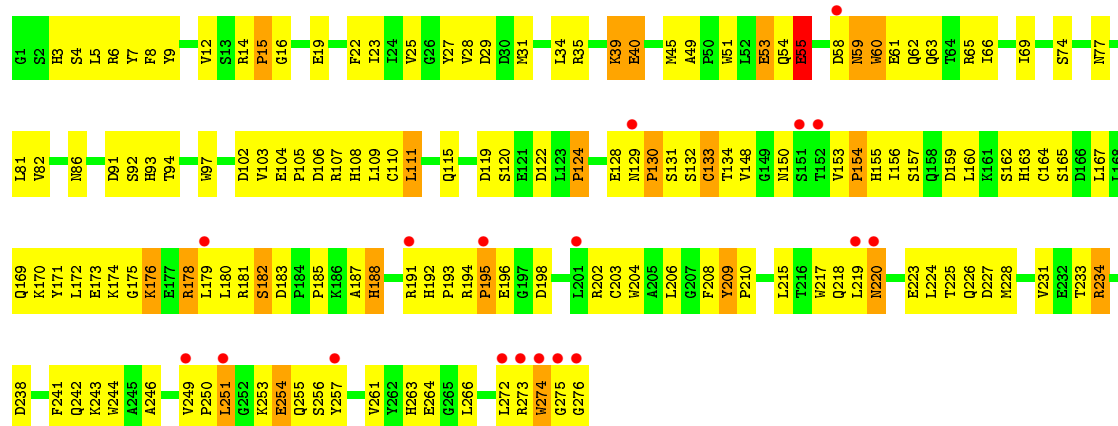 G1 S2 H3 S4 L5 R6 Y7 F8 Y9 V12 S13 R14 P15 G16 E19 F22 I23 I24 V25 G26 Y27 V28 D29 D30 M31 L34 R35 K39 E40 M45 A49 P50 W51 L52 E53 Q54 E55 D58 N59 W60 E61 Q62 Q63 T64 R65 I66 I69 S74 N77
L81 V82 N86 D91 S92 H93 T94 W97 D102 V103 E104 P105 D106 R107 H108 L109 C110 L111 Q115 D119 S120 E121 D122 L123 P124 E128 N129 P130 S131 S132 C133 T134 V148 G149 N150 S151 T152 V153 P154 H155 I156 S157 Q158 D159 L160 K161 S162 H163 C164 S165 D166 L167 L168
Q169 K170 Y171 L172 E173 K174 G175 K176 E177 R178 L179 L180 R181 S182 D183 P184 P185 K186 A187 H188 R191 H192 P193 R194 P195 E196 G197 D198 L201 R202 C203 W204 A205 L206 G207 F208 Y209 P210 L215 T216 W217 Q218 L219 N220 E223 L224 T225 Q226 D227 M228 V231 E232 T233 R234
D238 F241 Q242 K243 W244 A245 A246 V249 P250 L251 G252 K253 E254 Q255 S256 Y257 V261 Y262 H263 E264 G265 L266 L272 R273 W274 G275 G276